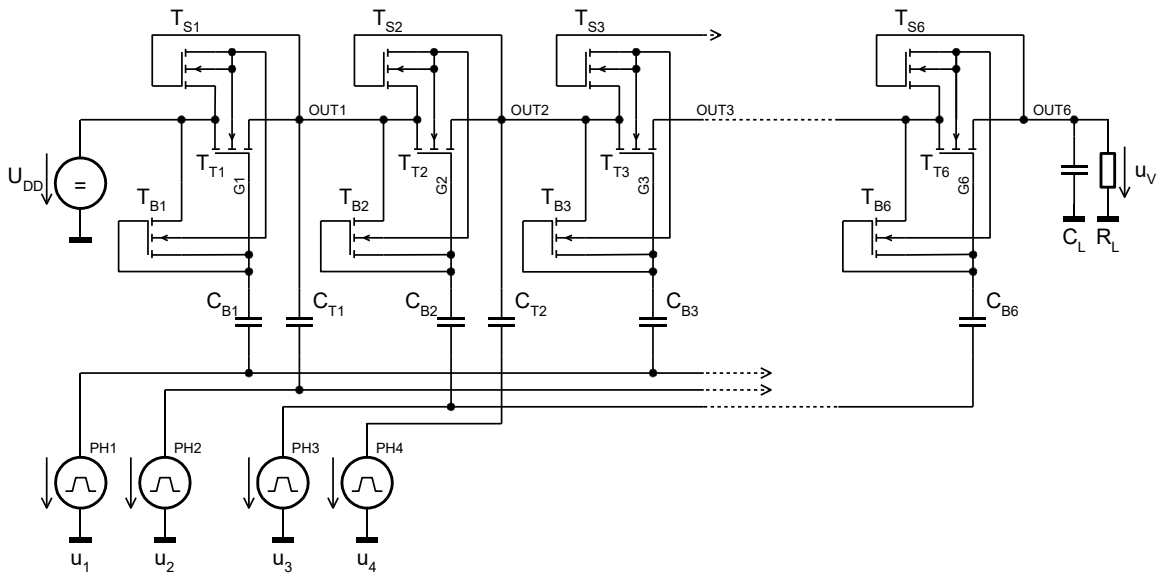 T_S1 T_S2 T_S3 T_S6
OUT1 OUT2 OUT3 OUT6
U_DD = T_T1 G1 T_T2 G2 T_T3 G3 T_T6 G6 u_V
T_B1 T_B2 T_B3 T_B6
C_L R_L
C_B1 C_T1 C_B2 C_T2 C_B3 C_B6
PH1 PH2 PH3 PH4
u_1 u_2 u_3 u_4